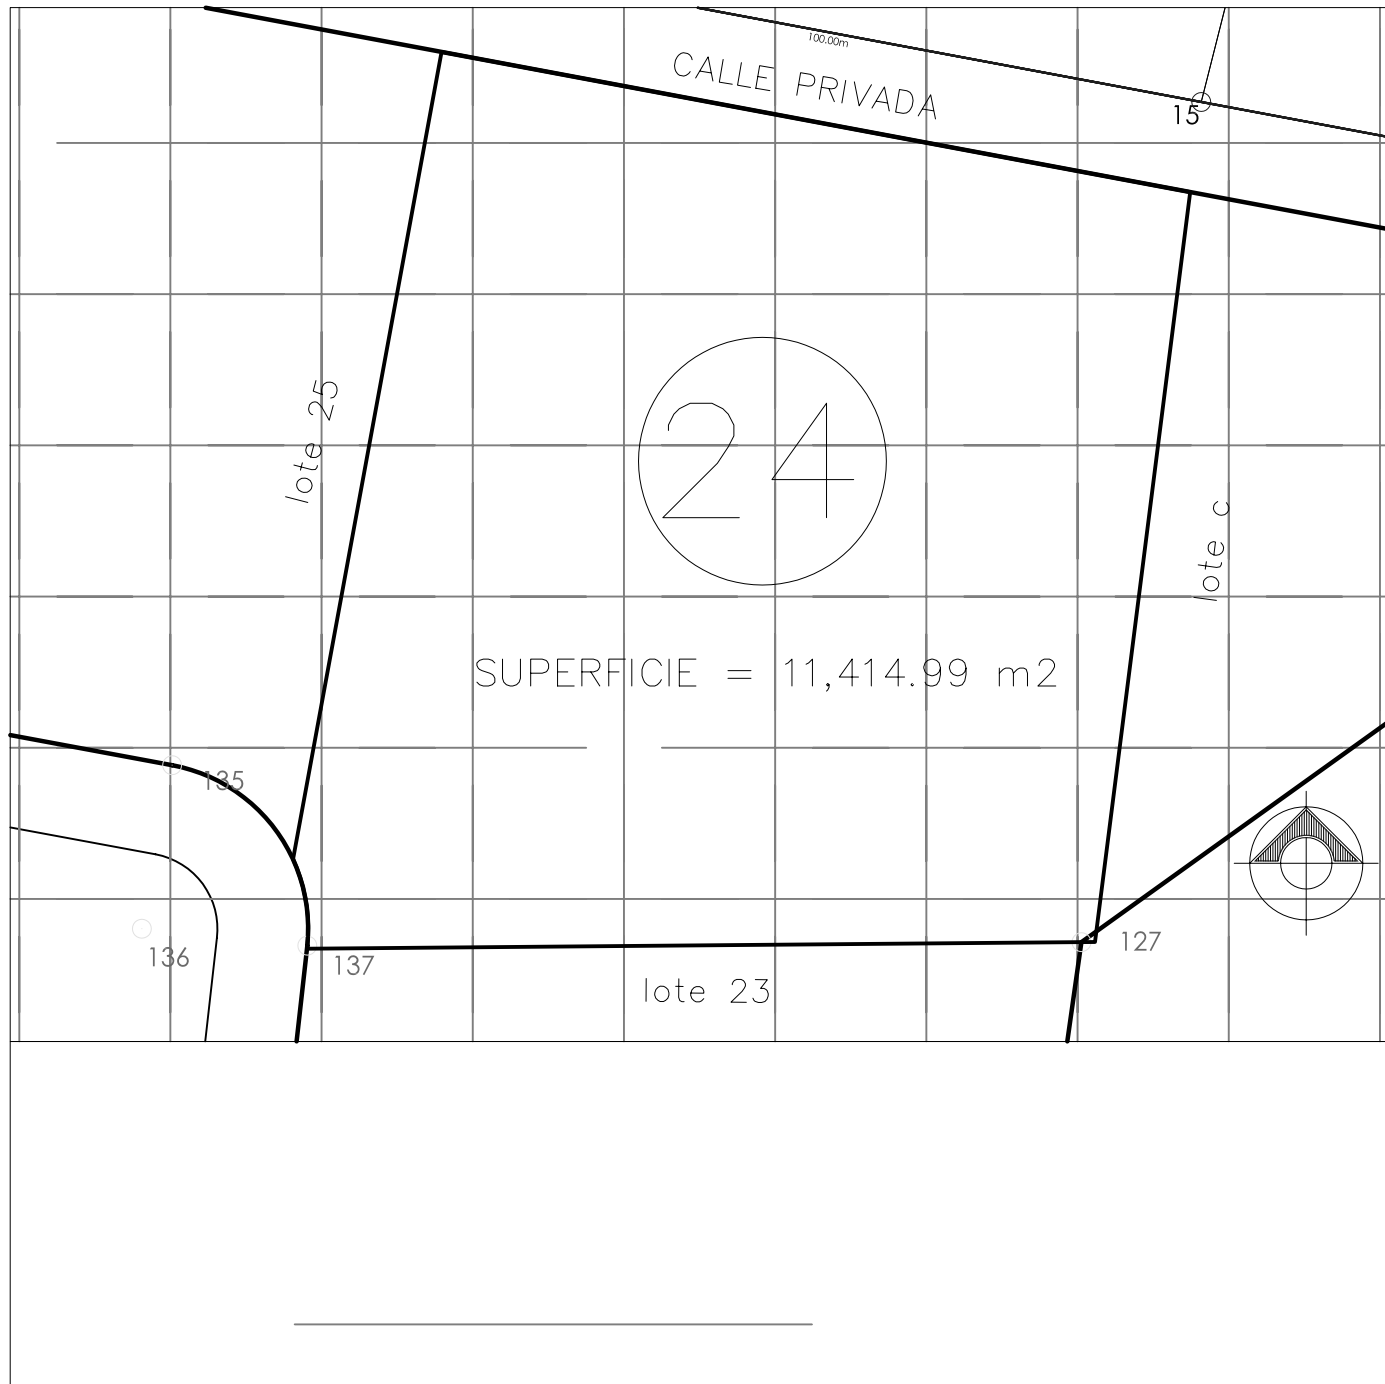 100.00m
CALLE PRIVADA
15
lote 25
24
lote c
SUPERFICIE = 11,414.99 m2
135
127
136
137
lote 23